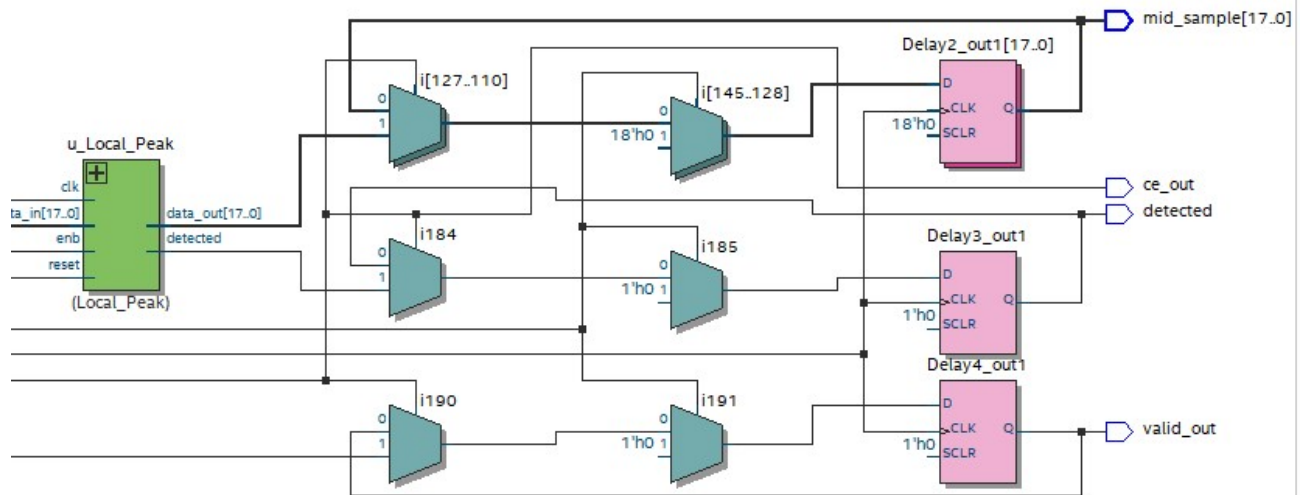 mid_sample[17..0]
Delay2_out1[17..0]
i[127..110]
i[145..128]
0
1
0
18'h0 1
D
CLK
Q
18'h0
SCLR
u_Local_Peak
clk
ta_in[17..0]
enb
reset
data_out[17..0]
detected
(Local_Peak)
ce_out
detected
i184
0
1
i185
0
1'h0 1
Delay3_out1
D
CLK
Q
1'h0
SCLR
i190
0
1
i191
0
1'h0 1
Delay4_out1
D
CLK
Q
1'h0
SCLR
valid_out